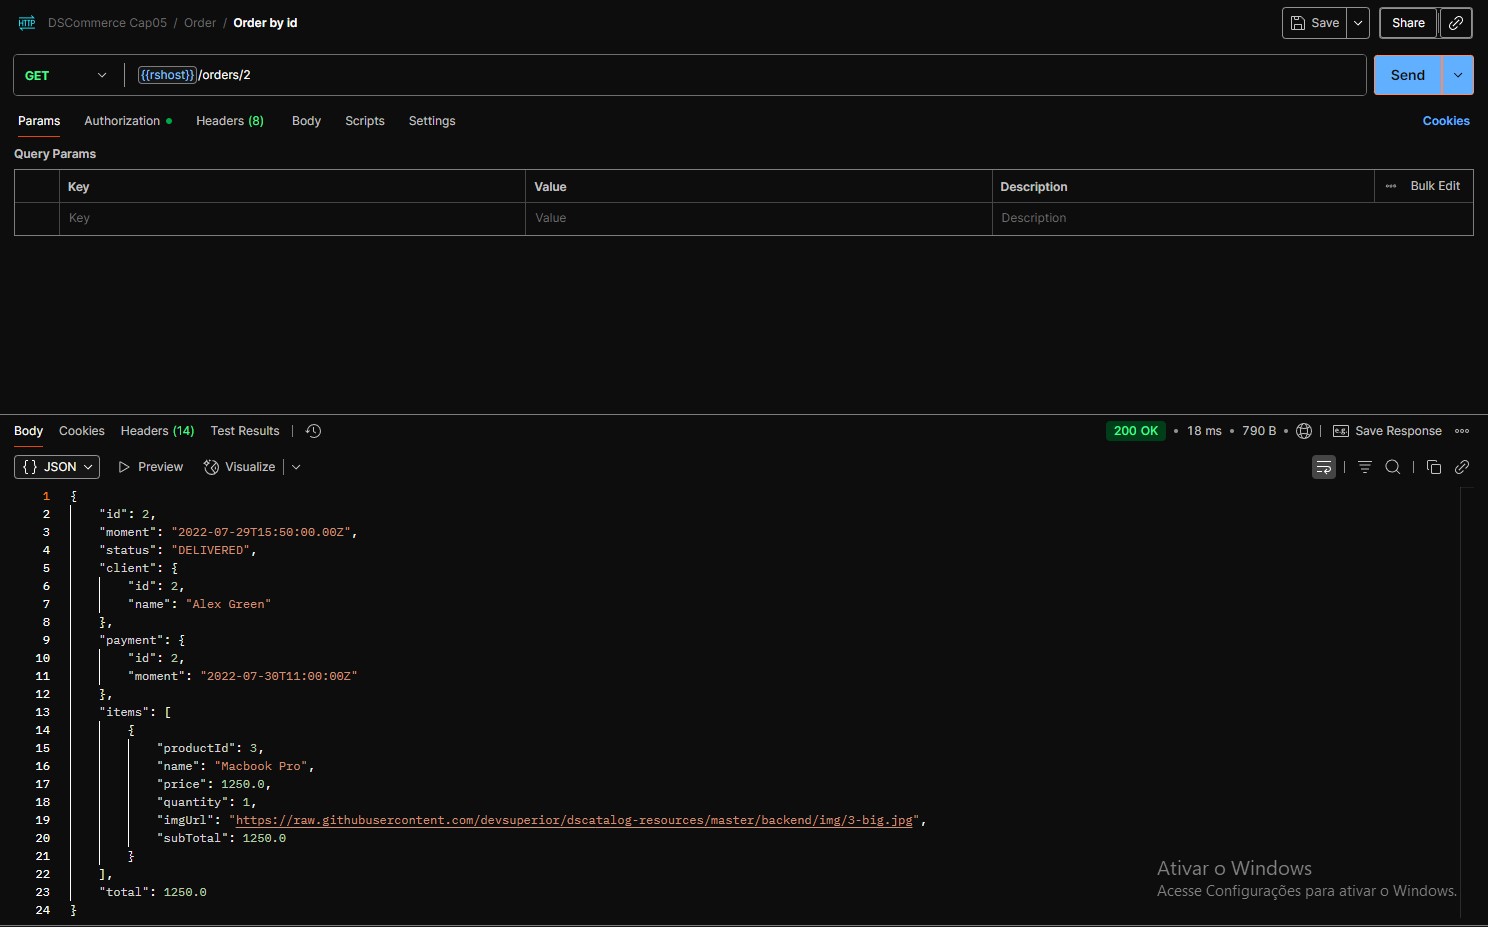 HTTP DSCommerce Cap05 / Order / Order by id Save Share
GET {{rshost}}/orders/2 Send
Params Authorization Headers (8) Body Scripts Settings Cookies
Query Params
Key Value Description ••• Bulk Edit
Key Value Description
Body Cookies Headers (14) Test Results 200 OK • 18 ms • 790 B • e.g. Save Response
{} JSON Preview Visualize
1 {
2 "id": 2,
3 "moment": "2022-07-29T15:50:00.00Z",
4 "status": "DELIVERED",
5 "client": {
6 "id": 2,
7 "name": "Alex Green"
8 },
9 "payment": {
10 "id": 2,
11 "moment": "2022-07-30T11:00:00Z"
12 },
13 "items": [
14 {
15 "productId": 3,
16 "name": "Macbook Pro",
17 "price": 1250.0,
18 "quantity": 1,
19 "imgUrl": "https://raw.githubusercontent.com/devsuperior/dscatalog-resources/master/backend/img/3-big.jpg",
20 "subTotal": 1250.0
21 }
22 ],
23 "total": 1250.0
24 }
Ativar o Windows
Acesse Configurações para ativar o Windows.